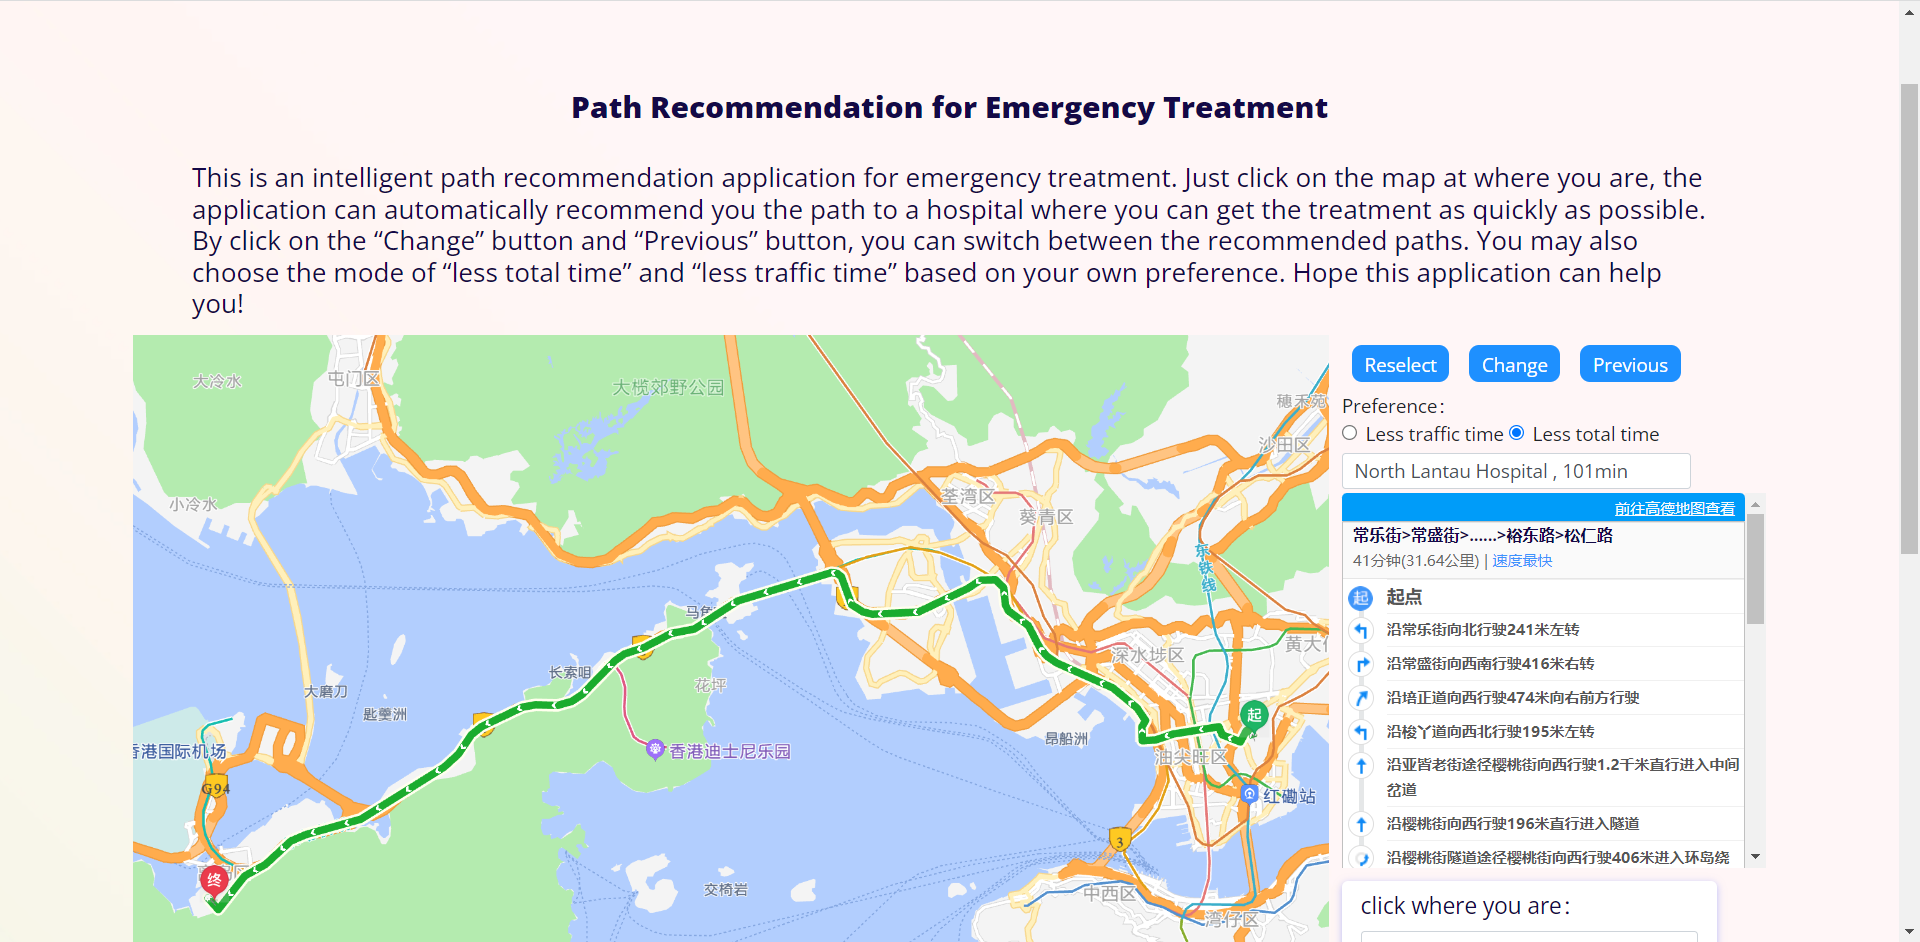 Path Recommendation for Emergency Treatment
This is an intelligent path recommendation application for emergency treatment. Just click on the map at where you are, the
application can automatically recommend you the path to a hospital where you can get the treatment as quickly as possible.
By click on the “Change” button and “Previous” button, you can switch between the recommended paths. You may also
choose the mode of “less total time” and “less traffic time” based on your own preference. Hope this application can help
you!
Reselect Change Previous
Preference：
Less traffic time Less total time
North Lantau Hospital , 101min
前往高德地图查看
常乐街>常盛街>......>裕东路>松仁路
41分钟(31.64公里) | 速度最快
起 起点
沿常乐街向北行驶241米左转
沿常盛街向西南行驶416米右转
沿培正道向西行驶474米向右前方行驶
沿梭丫道向西北行驶195米左转
沿亚皆老街途径樱桃街向西行驶1.2千米直行进入中间
岔道
沿樱桃街向西行驶196米直行进入隧道
沿樱桃街隧道途径樱桃街向西行驶406米进入环岛绕
click where you are：
大冷水
屯门区
大榄郊野公园
穗禾苑
沙田区
小冷水
荃湾区
葵青区
东铁线
马角
黄大
深水埗区
长索咀
花坪
大磨刀
匙羹洲
起
昂船洲
香港国际机场
香港迪士尼乐园
油尖旺区
G94
红磡站
3
终
交椅岩
中西区
湾仔区